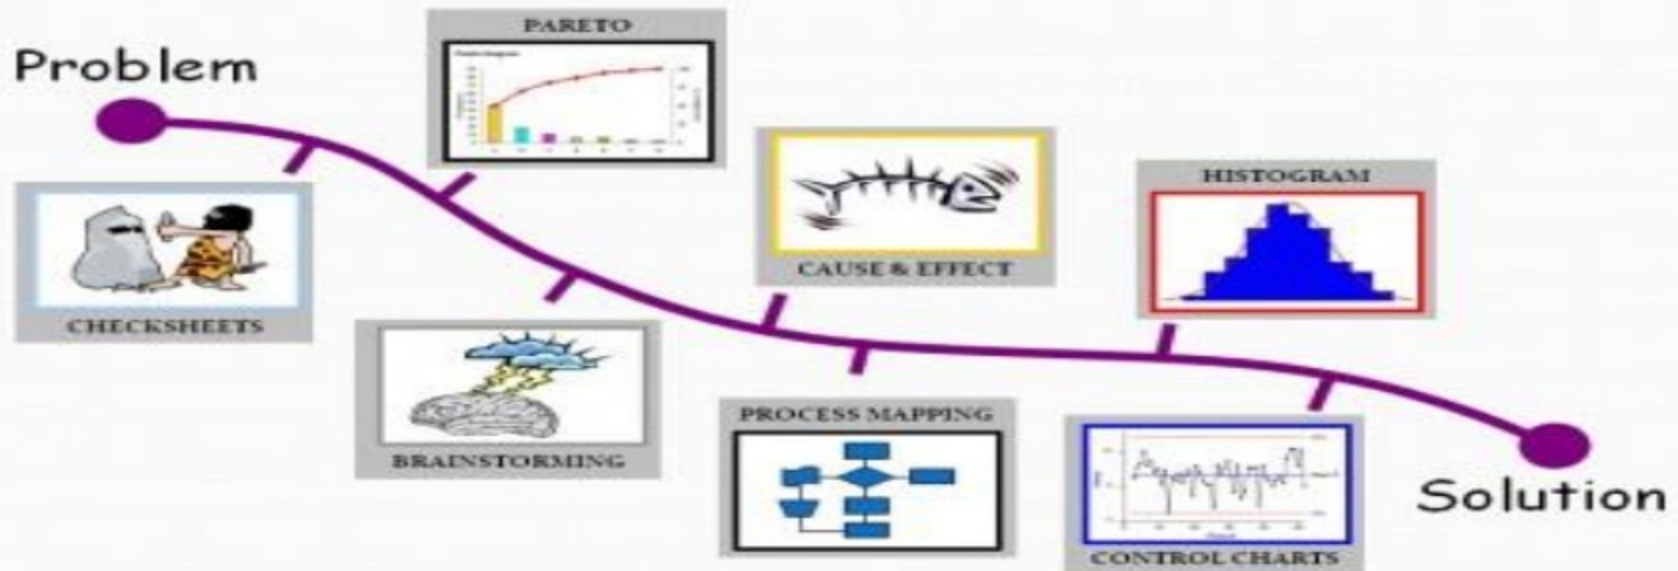 PARETO
Problem
CAUSE & EFFECT
HISTOGRAM
CHECKSHEETS
PROCESS MAPPING
BRAINSTORMING
Solution
CONTROL CHARTS